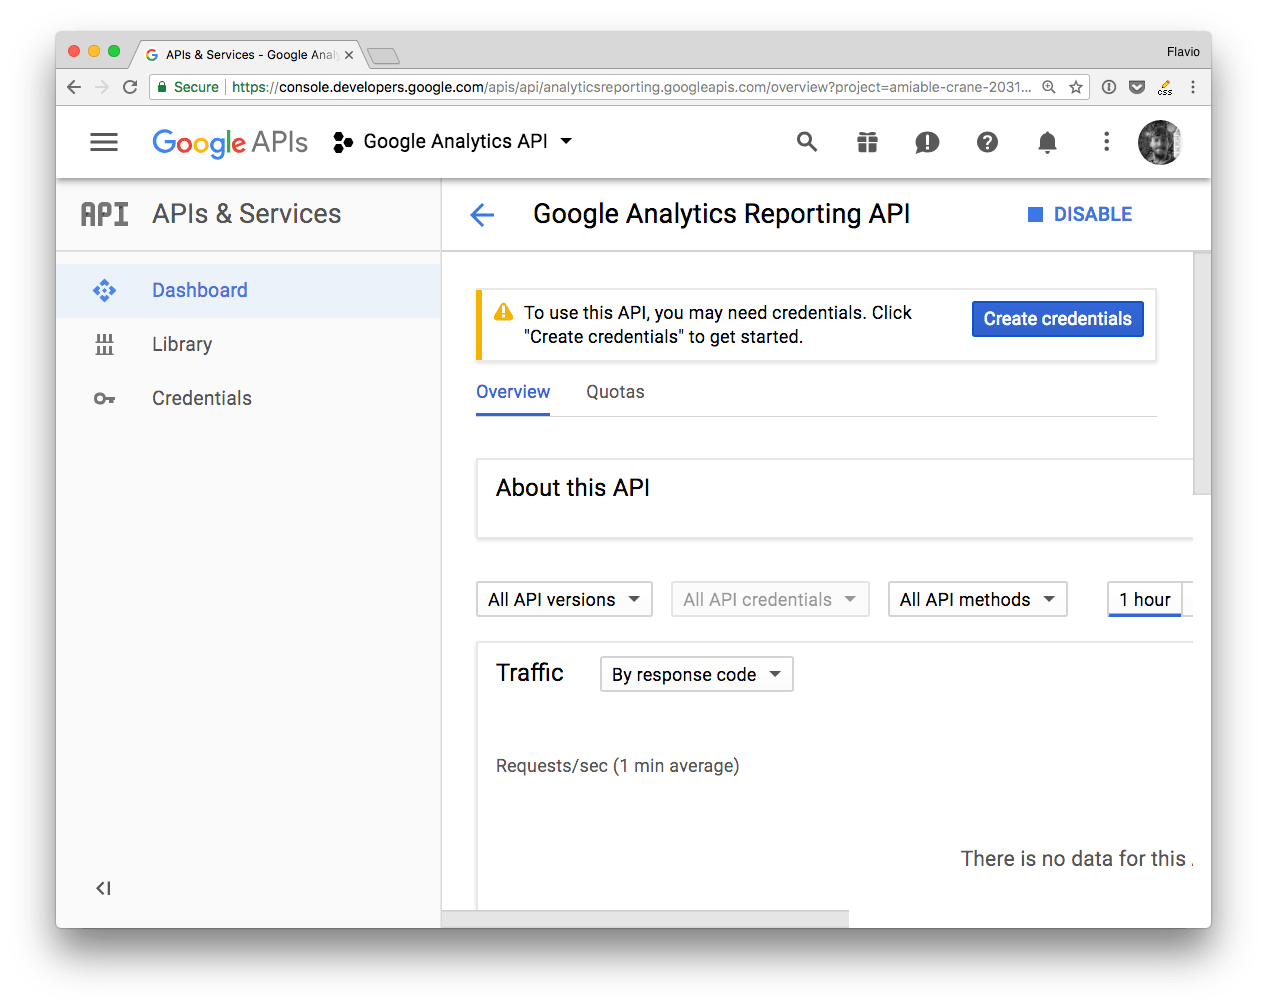 APIs & Services - Google Anal
Flavio
Secure
https://console.developers.google.com/apis/api/analyticsreporting.googleapis.com/overview?project=amiable-crane-2031...
css
Google APIs
Google Analytics API
API
APIs & Services
Google Analytics Reporting API
DISABLE
Dashboard
Library
Credentials
To use this API, you may need credentials. Click
"Create credentials" to get started.
Create credentials
Overview
Quotas
About this API
All API versions
All API credentials
All API methods
1 hour
Traffic
By response code
Requests/sec (1 min average)
There is no data for this